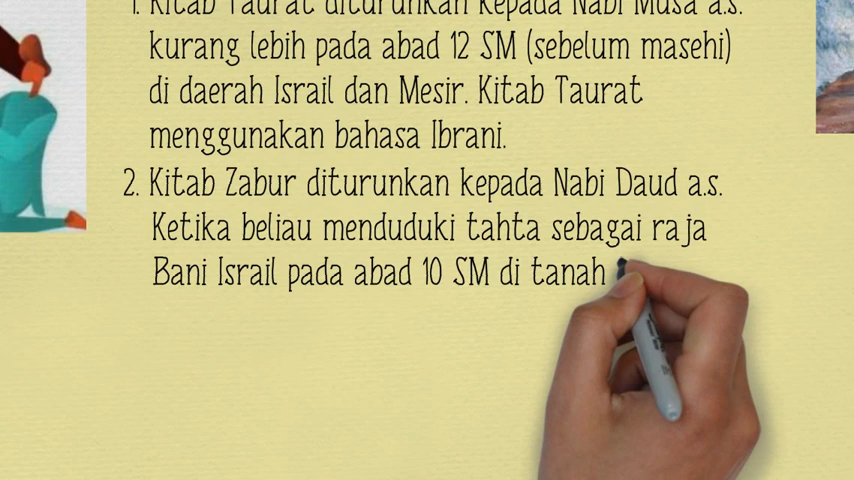 1. Kitab Taurat diturunkan kepada Nabi Musa a.s.
kurang lebih pada abad 12 SM (sebelum masehi)
di daerah Israil dan Mesir. Kitab Taurat
menggunakan bahasa Ibrani.
2. Kitab Zabur diturunkan kepada Nabi Daud a.s.
Ketika beliau menduduki tahta sebagai raja
Bani Israil pada abad 10 SM di tanah